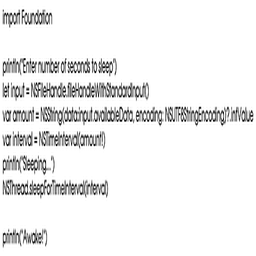 import Foundation
println("Enter number of seconds to sleep")
let input = NSFileHandle.fileHandleWithStandardInput()
var amount = NSString(data:input.availableData, encoding: NSUTF8StringEncoding)?.intValue
var interval = NSTimeInterval(amount!)
println("Sleeping...")
NSThread.sleepForTimeInterval(interval)
println("Awake!")